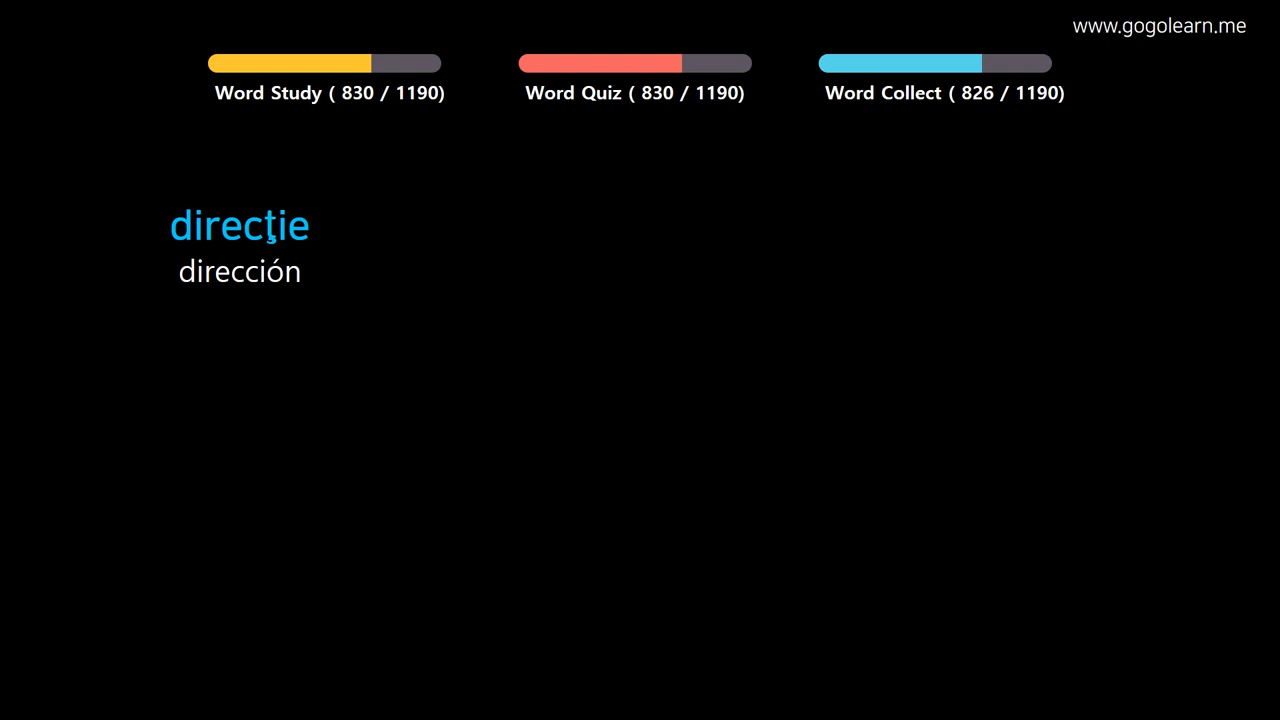 www.gogolearn.me
Word Study ( 830 / 1190)
Word Quiz ( 830 / 1190)
Word Collect ( 826 / 1190)
direcţie
dirección